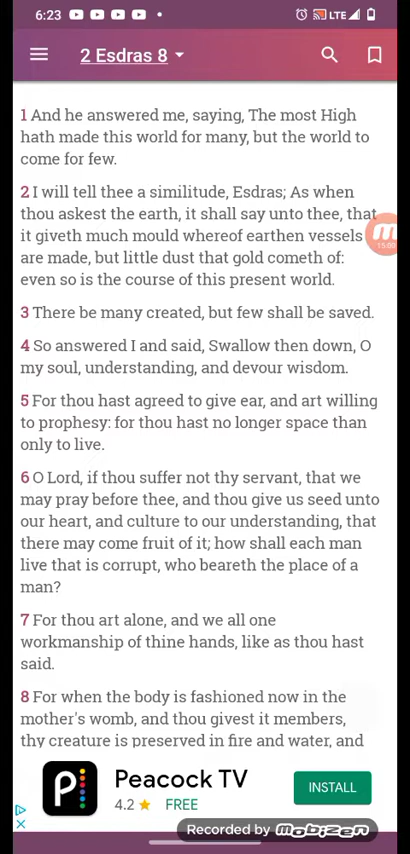 6:23
LTE
2 Esdras 8
1 And he answered me, saying, The most High
hath made this world for many, but the world to
come for few.
2 I will tell thee a similitude, Esdras; As when
thou askest the earth, it shall say unto thee, that
it giveth much mould whereof earthen vessels
15:00
are made, but little dust that gold cometh of:
even so is the course of this present world.
3 There be many created, but few shall be saved.
4 So answered I and said, Swallow then down, O
my soul, understanding, and devour wisdom.
5 For thou hast agreed to give ear, and art willing
to prophesy: for thou hast no longer space than
only to live.
6 O Lord, if thou suffer not thy servant, that we
may pray before thee, and thou give us seed unto
our heart, and culture to our understanding, that
there may come fruit of it; how shall each man
live that is corrupt, who beareth the place of a
man?
7 For thou art alone, and we all one
workmanship of thine hands, like as thou hast
said.
8 For when the body is fashioned now in the
mother's womb, and thou givest it members,
thy creature is preserved in fire and water, and
Peacock TV
4.2 ★ FREE
INSTALL
Recorded by mobizen